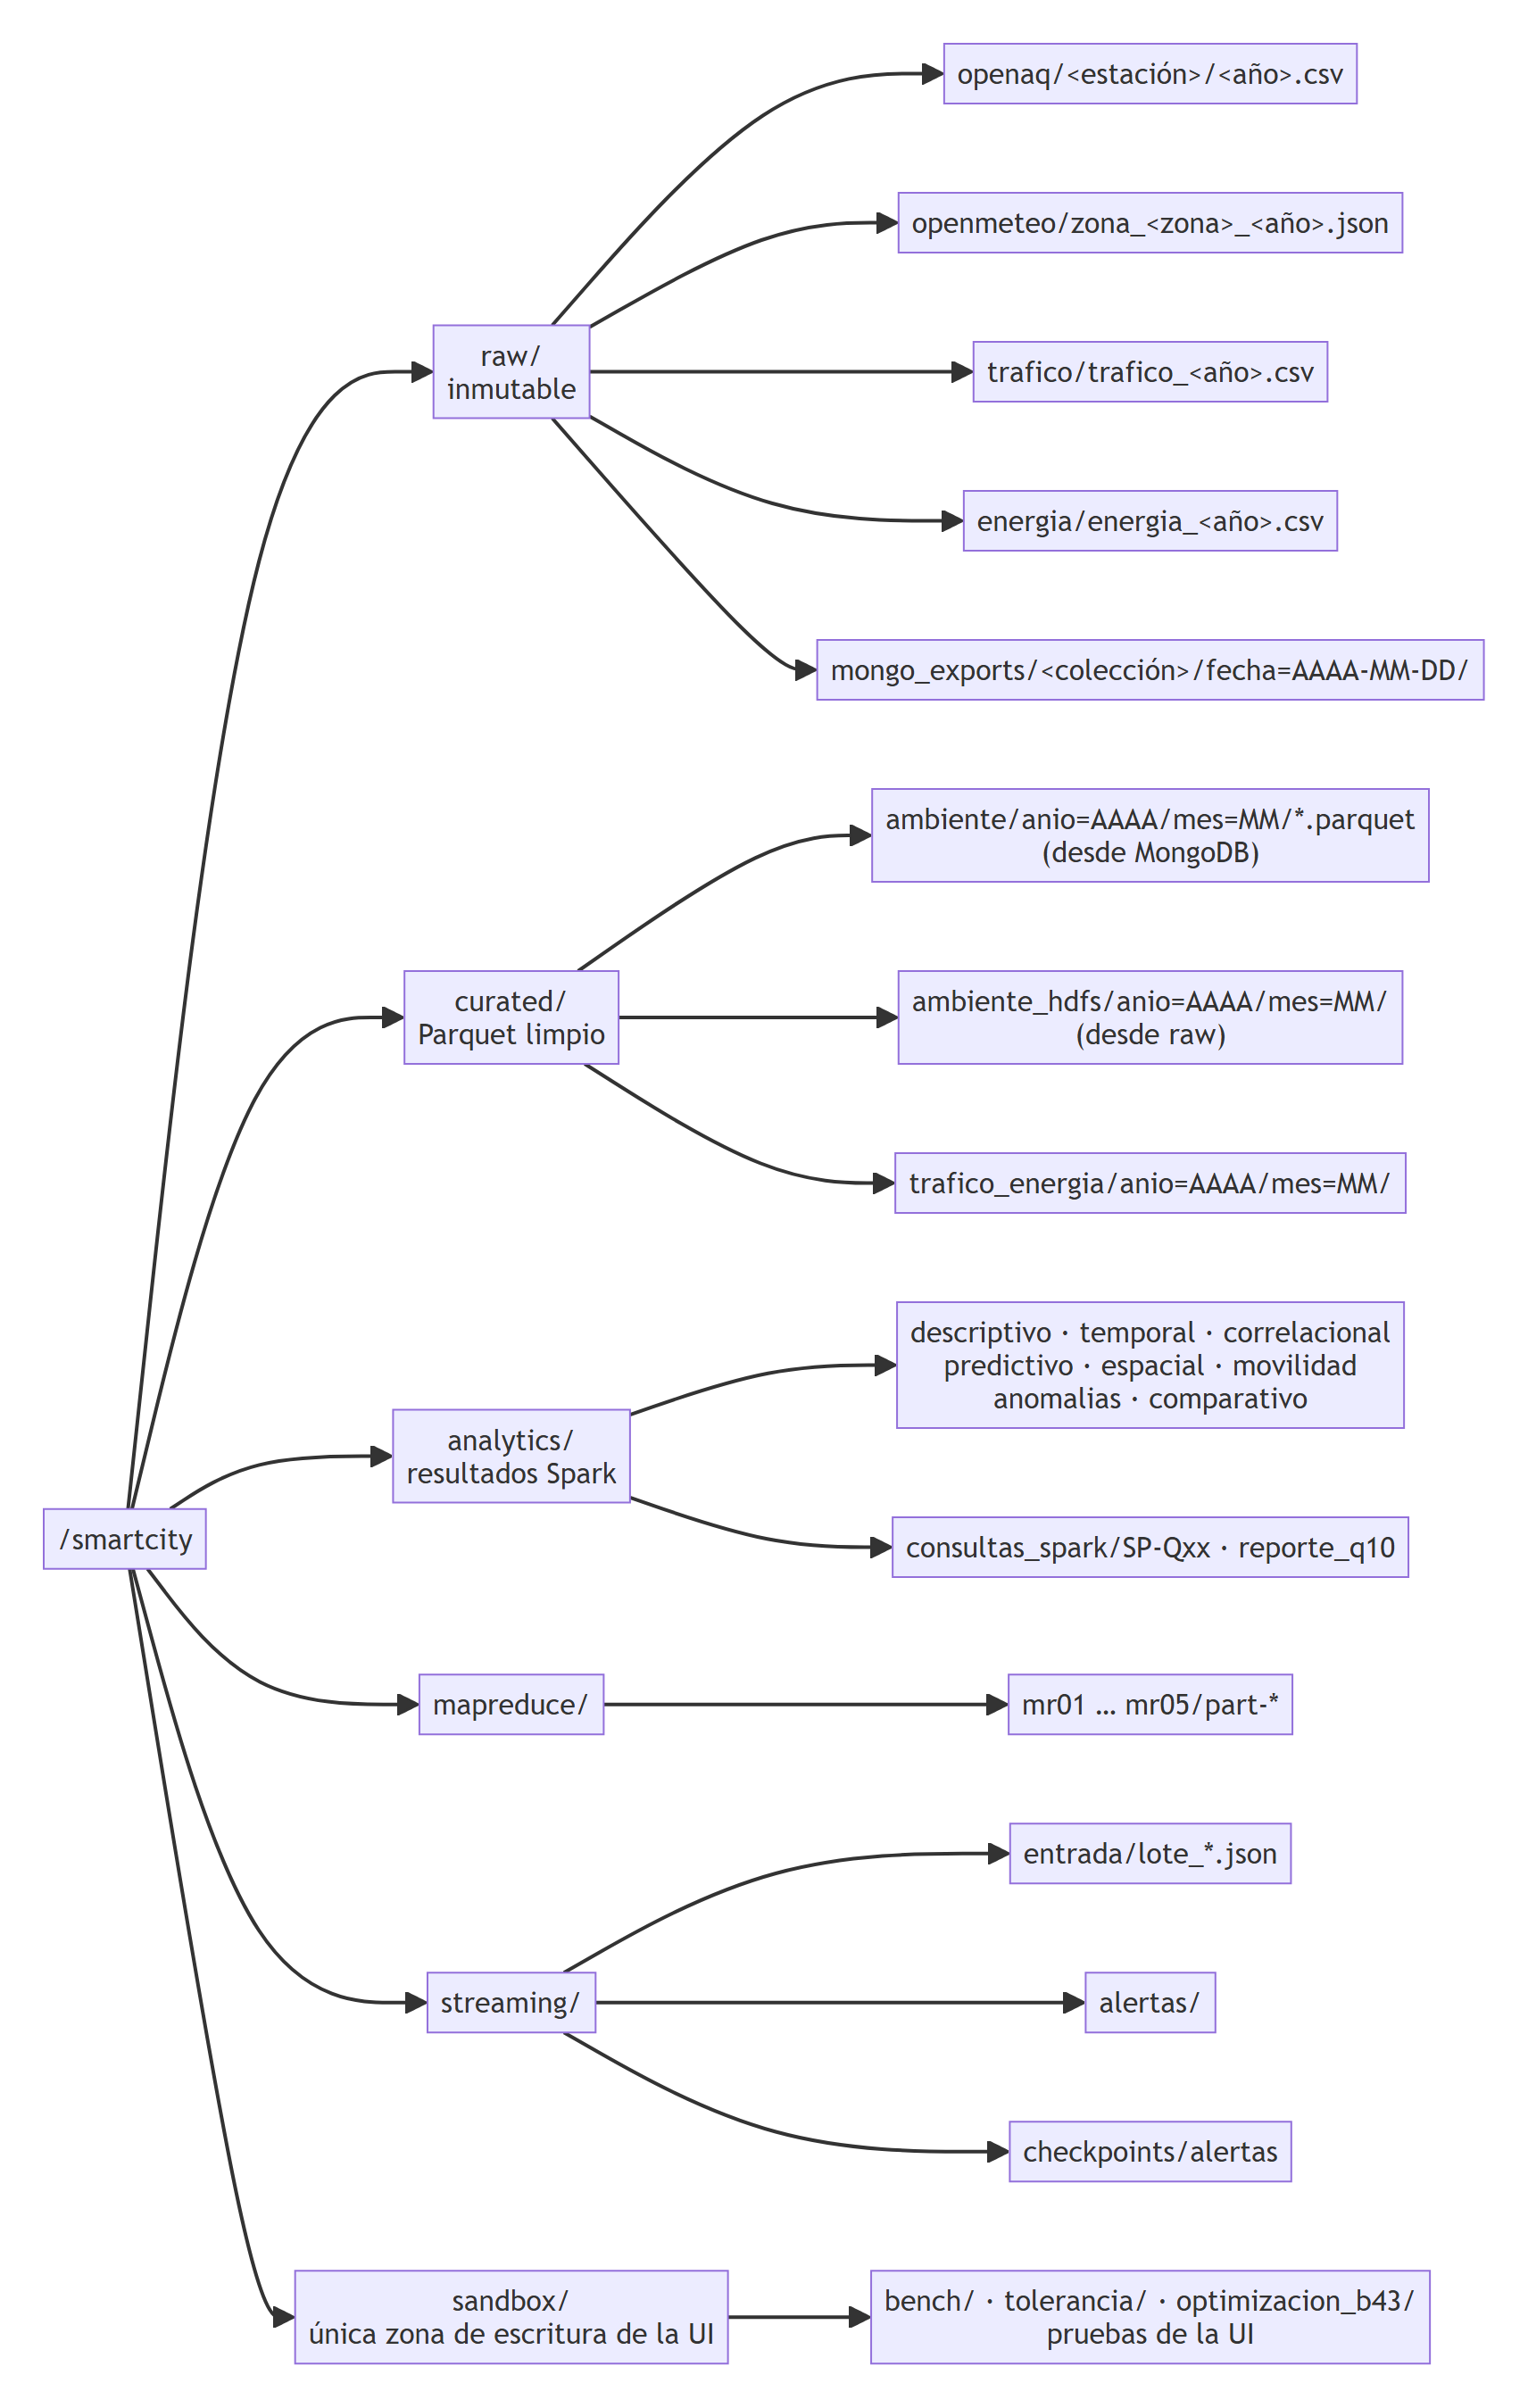 /smartcity
raw/
inmutable
openaq/<estación>/<año>.csv
openmeteo/zona_<zona>_<año>.json
trafico/trafico_<año>.csv
energia/energia_<año>.csv
mongo_exports/<colección>/fecha=AAAA-MM-DD/
curated/
Parquet limpio
ambiente/anio=AAAA/mes=MM/*.parquet
(desde MongoDB)
ambiente_hdfs/anio=AAAA/mes=MM/
(desde raw)
trafico_energia/anio=AAAA/mes=MM/
analytics/
resultados Spark
descriptivo · temporal · correlacional
predictivo · espacial · movilidad
anomalias · comparativo
consultas_spark/SP-Qxx · reporte_q10
mapreduce/
mr01 ... mr05/part-*
streaming/
entrada/lote_*.json
alertas/
checkpoints/alertas
sandbox/
única zona de escritura de la UI
bench/ · tolerancia/ · optimizacion_b43/
pruebas de la UI